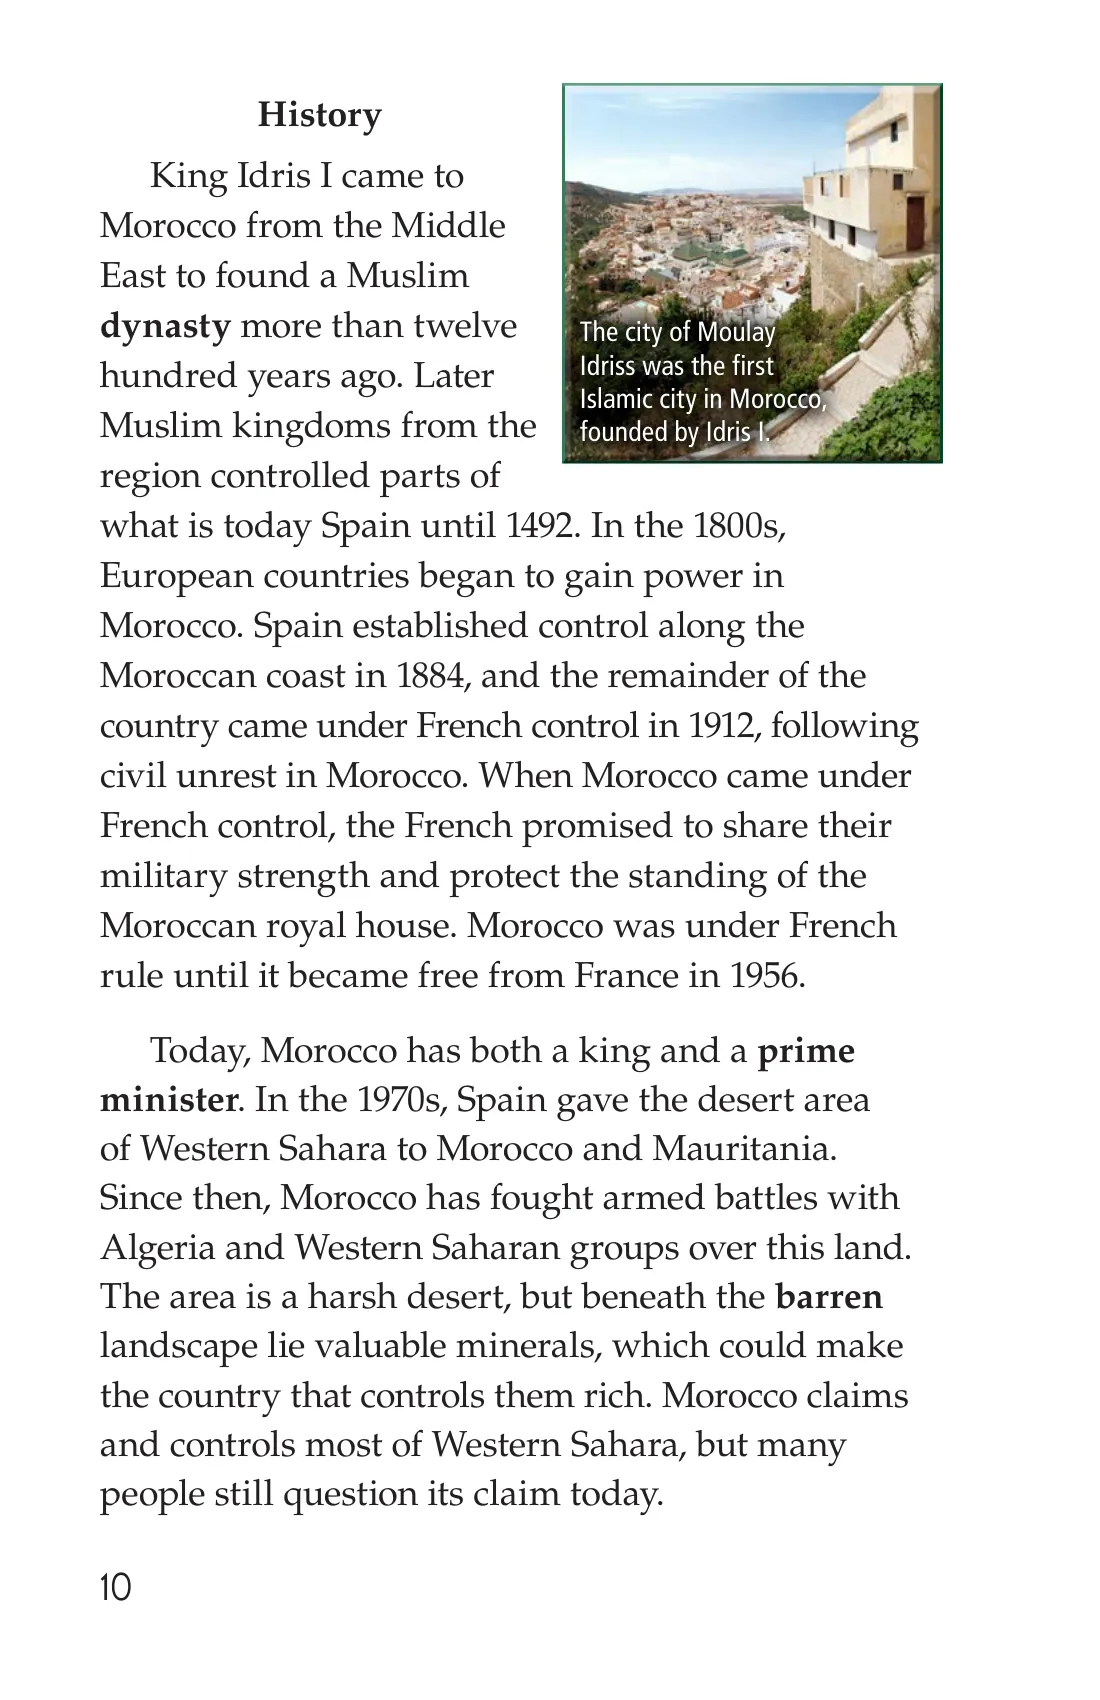 History
King Idris I came to
Morocco from the Middle
East to found a Muslim
dynasty more than twelve
hundred years ago. Later
Muslim kingdoms from the
region controlled parts of
what is today Spain until 1492. In the 1800s,
European countries began to gain power in
Morocco. Spain established control along the
Moroccan coast in 1884, and the remainder of the
country came under French control in 1912, following
civil unrest in Morocco. When Morocco came under
French control, the French promised to share their
military strength and protect the standing of the
Moroccan royal house. Morocco was under French
rule until it became free from France in 1956.
The city of Moulay
Idriss was the first
Islamic city in Morocco,
founded by Idris I.
Today, Morocco has both a king and a prime
minister. In the 1970s, Spain gave the desert area
of Western Sahara to Morocco and Mauritania.
Since then, Morocco has fought armed battles with
Algeria and Western Saharan groups over this land.
The area is a harsh desert, but beneath the barren
landscape lie valuable minerals, which could make
the country that controls them rich. Morocco claims
and controls most of Western Sahara, but many
people still question its claim today.
10